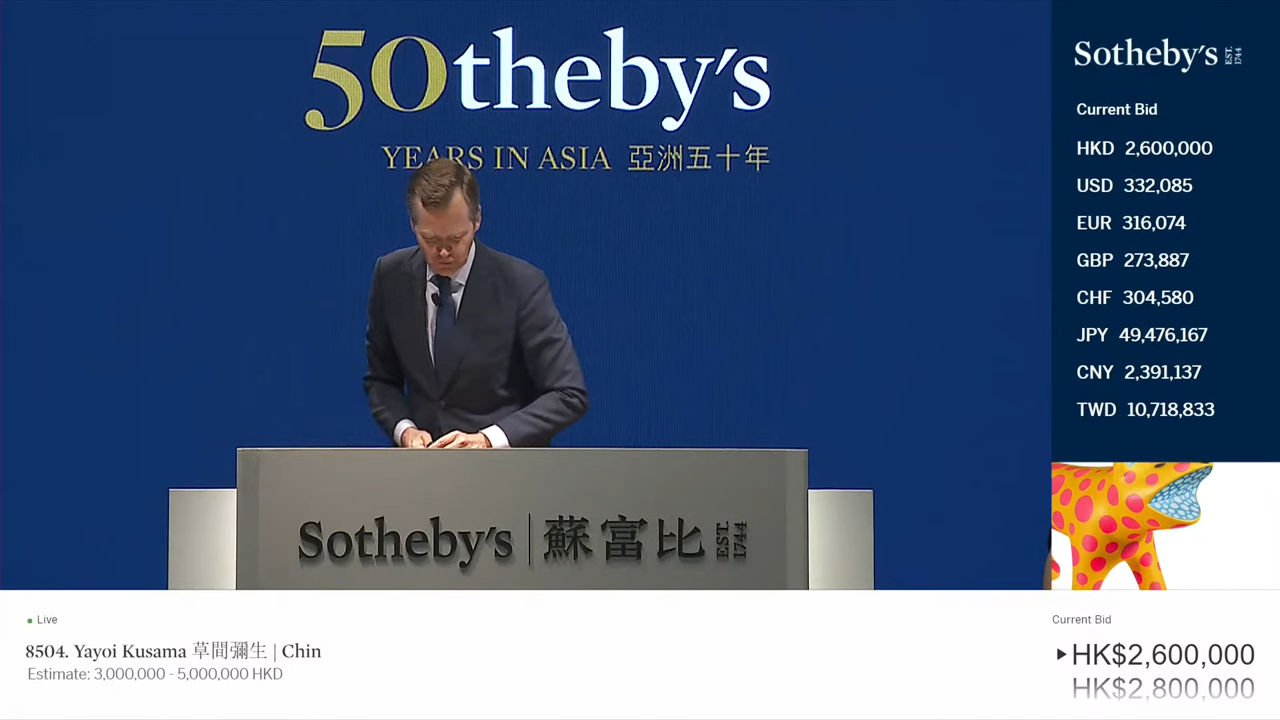 50theby's
YEARS IN ASIA 亞洲五十年
Sotheby's | 蘇富比 EST. 1744
Sotheby's EST. 1744
Current Bid
HKD 2,600,000
USD 332,085
EUR 316,074
GBP 273,887
CHF 304,580
JPY 49,476,167
CNY 2,391,137
TWD 10,718,833
Live
8504. Yayoi Kusama 草間彌生 | Chin
Estimate: 3,000,000 - 5,000,000 HKD
Current Bid
HK$2,600,000
HK$2,800,000